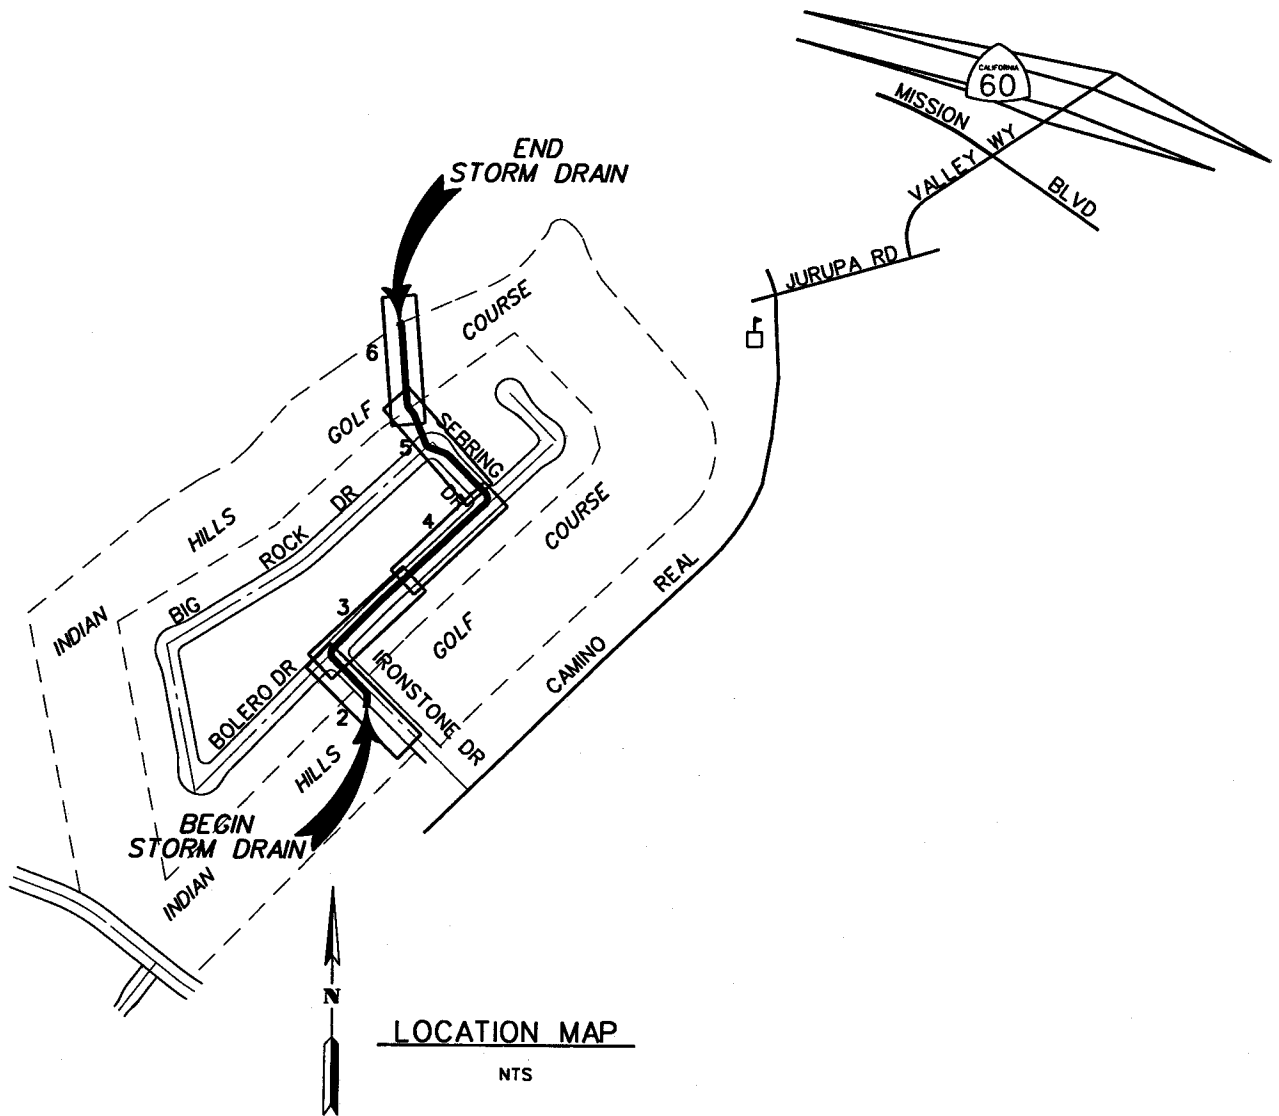 CALIFORNIA
60
MISSION
BLVD
VALLEY WY
JURUPA RD
END
STORM DRAIN
COURSE
6
GOLF
5
SEBRING
DR
4
HILLS
BIG
ROCK
DR
COURSE
REAL
CAMINO
INDIAN
3
GOLF
IRONSTONE DR
BOLERO DR
2
HILLS
BEGIN
STORM DRAIN
INDIAN
N
LOCATION MAP
NTS